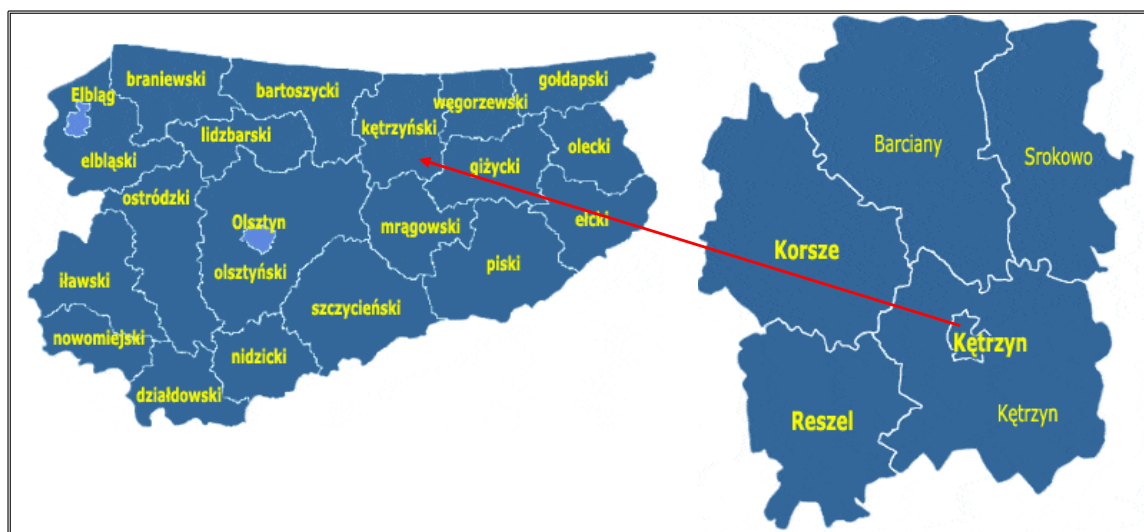 braniewski
gołdapski
Elbląg
bartoszycki
węgorzewski
lidzbarski
kętrzyński
olecki
elbląski
giżycki
ostródzki
Olsztyn
mrągowski
ełcki
iławski
olsztyński
piski
szczycieński
nowomiejski
nidzicki
działdowski
Barciany
Srokowo
Korsze
Kętrzyn
Reszel
Kętrzyn